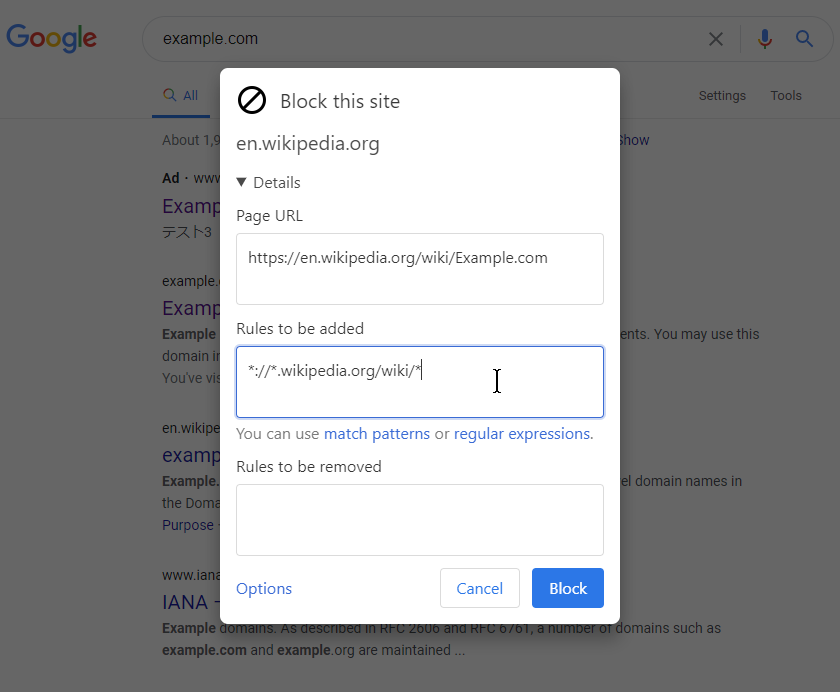 Google
example.com
All
Settings
Tools
About 1,9
Show
Block this site
en.wikipedia.org
Details
Page URL
https://en.wikipedia.org/wiki/Example.com
Rules to be added
*://*.wikipedia.org/wiki/*
You can use match patterns or regular expressions.
Rules to be removed
Options
Cancel
Block
Ad · www
Examp
テスト3
example.
Examp
Example ents. You may use this
domain in
You've vis
en.wikipe
examp
Example. el domain names in
the Doma
Purpose ·
www.iana
IANA -
Example domains. As described in RFC 2606 and RFC 6761, a number of domains such as
example.com and example.org are maintained ...